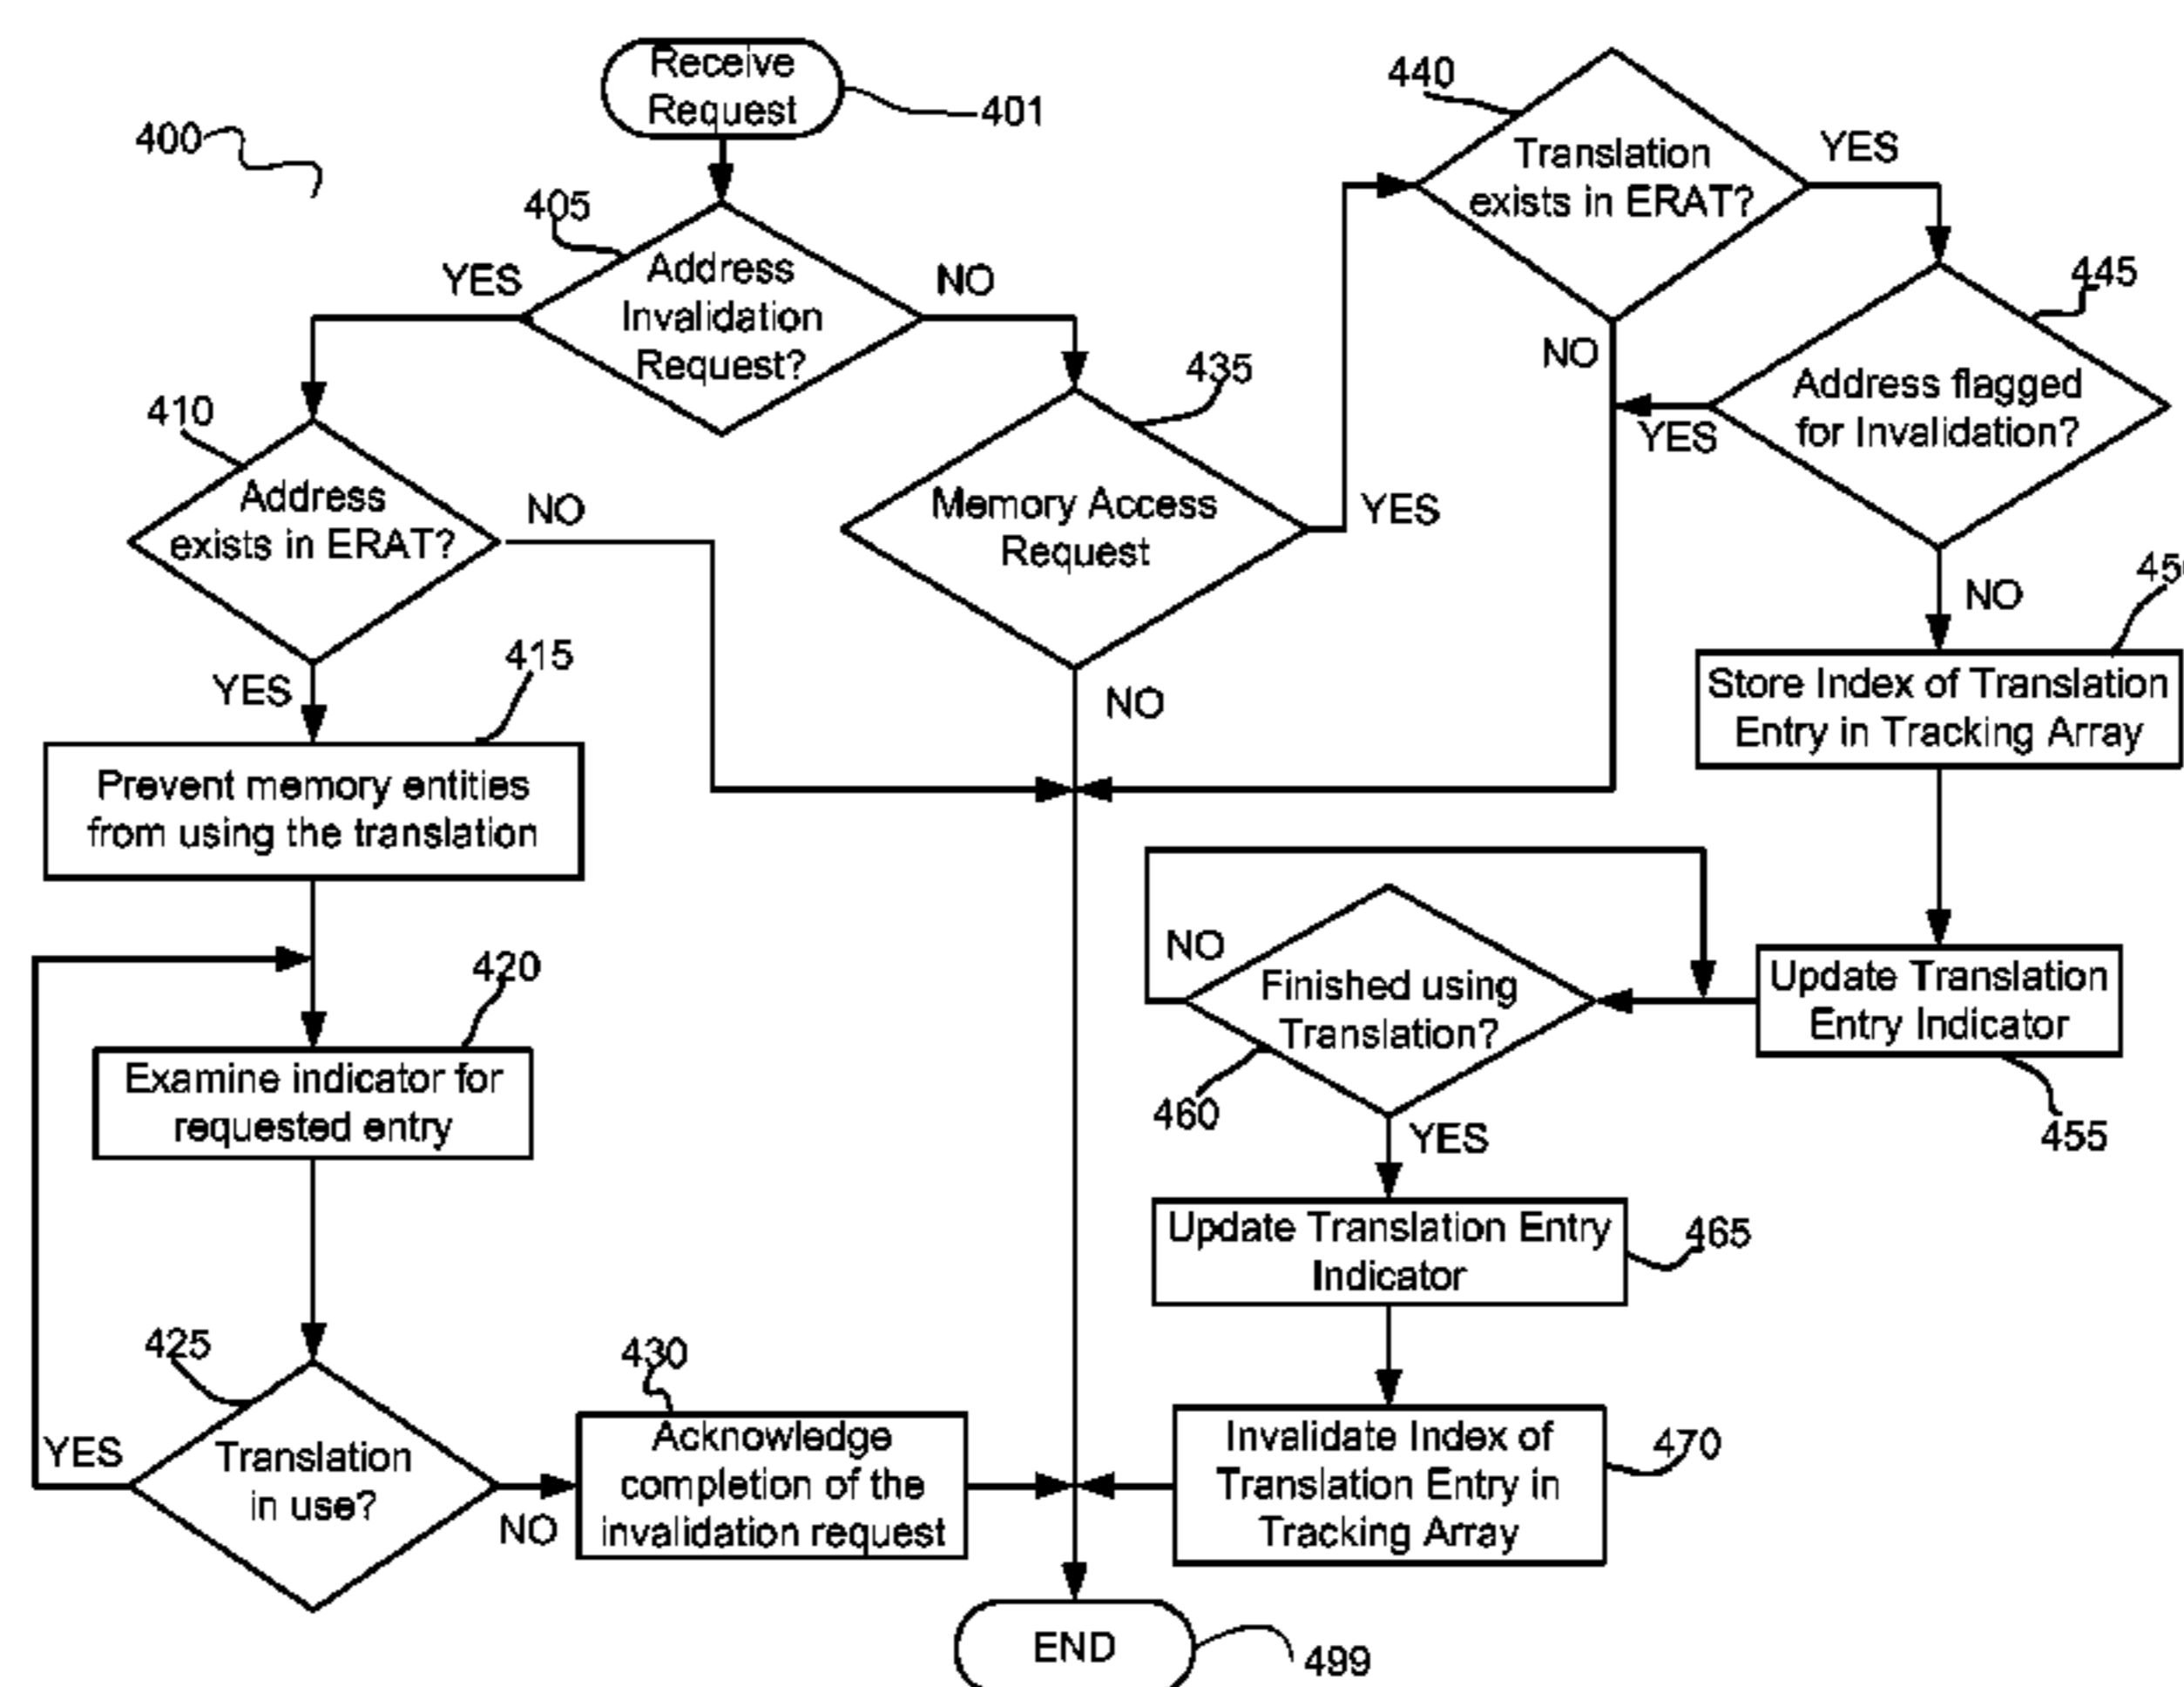 Receive
Request
401
400
405
Address
Invalidation
Request?
YES
NO
410
Address
exists in ERAT?
NO
YES
415
Prevent memory entities
from using the translation
420
Examine indicator for
requested entry
425
Translation
in use?
YES
NO
430
Acknowledge
completion of the
invalidation request
435
Memory Access
Request
YES
NO
440
Translation
exists in ERAT?
YES
NO
445
Address flagged
for Invalidation?
YES
NO
Store Index of Translation
Entry in Tracking Array
Update Translation
Entry Indicator
455
Finished using
Translation?
NO
460
YES
Update Translation Entry
Indicator
465
Invalidate Index of
Translation Entry in
Tracking Array
470
END
499